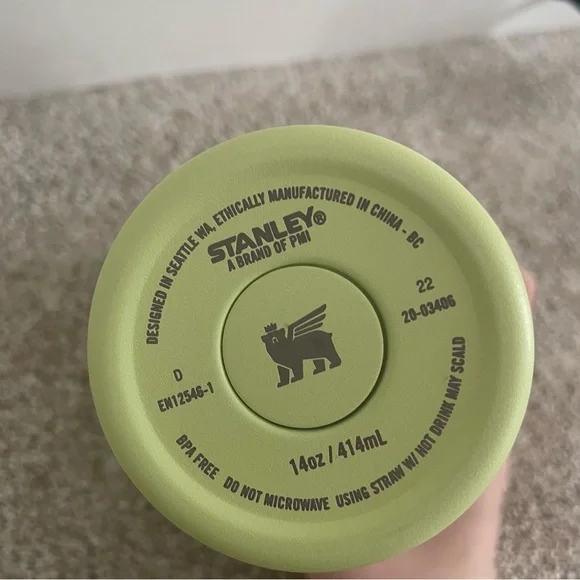 DESIGNED IN SEATTLE WA, ETHICALLY MANUFACTURED IN CHINA - BC
STANLEY®
A BRAND OF PMI
22
20-03406
D
EN12546-1
14oz / 414mL
BPA FREE DO NOT MICROWAVE USING STRAW W/ HOT DRINK MAY SCALD